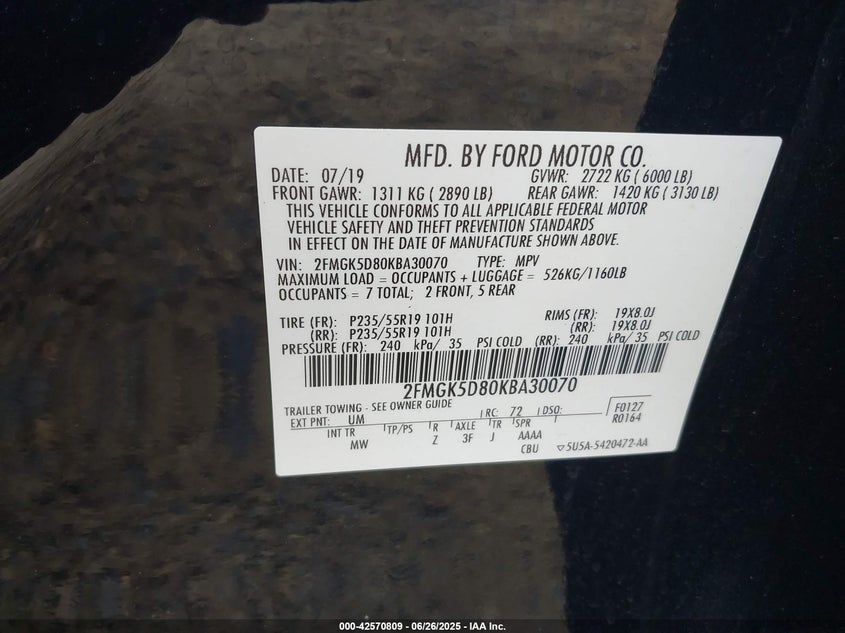 MFD. BY FORD MOTOR CO.
DATE: 07/19 GVWR: 2722 KG ( 6000 LB)
FRONT GAWR: 1311 KG ( 2890 LB) REAR GAWR: 1420 KG ( 3130 LB)
THIS VEHICLE CONFORMS TO ALL APPLICABLE FEDERAL MOTOR
VEHICLE SAFETY AND THEFT PREVENTION STANDARDS
IN EFFECT ON THE DATE OF MANUFACTURE SHOWN ABOVE.
VIN: 2FMGK5D80KBA30070 TYPE: MPV
MAXIMUM LOAD = OCCUPANTS + LUGGAGE = 526KG/1160LB
OCCUPANTS = 7 TOTAL; 2 FRONT, 5 REAR
TIRE (FR): P235/55R19 101H RIMS (FR): 19X8.0J
(RR): P235/55R19 101H (RR): 19X8.0J
PRESSURE (FR): 240 kPa/ 35 PSI COLD (RR): 240 kPa/ 35 PSI COLD
2FMGK5D80KBA30070
TRAILER TOWING - SEE OWNER GUIDE
EXT PNT: UM RC: 72 DSO: F0127
R0164
INT TR TP/PS R AXLE TR SPR
MW Z 3F J AAAA
CBU 5U5A-5420472-AA
000-42570809 - 06/26/2025 - IAA Inc.